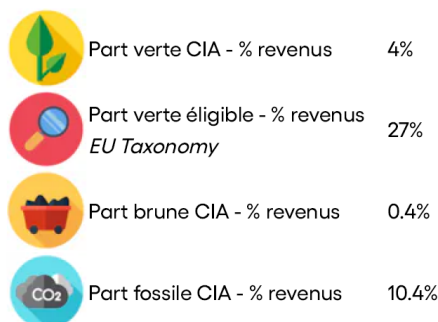 Part verte CIA - % revenus 4%
Part verte éligible - % revenus 27%
EU Taxonomy
Part brune CIA - % revenus 0.4%
CO2 Part fossile CIA - % revenus 10.4%